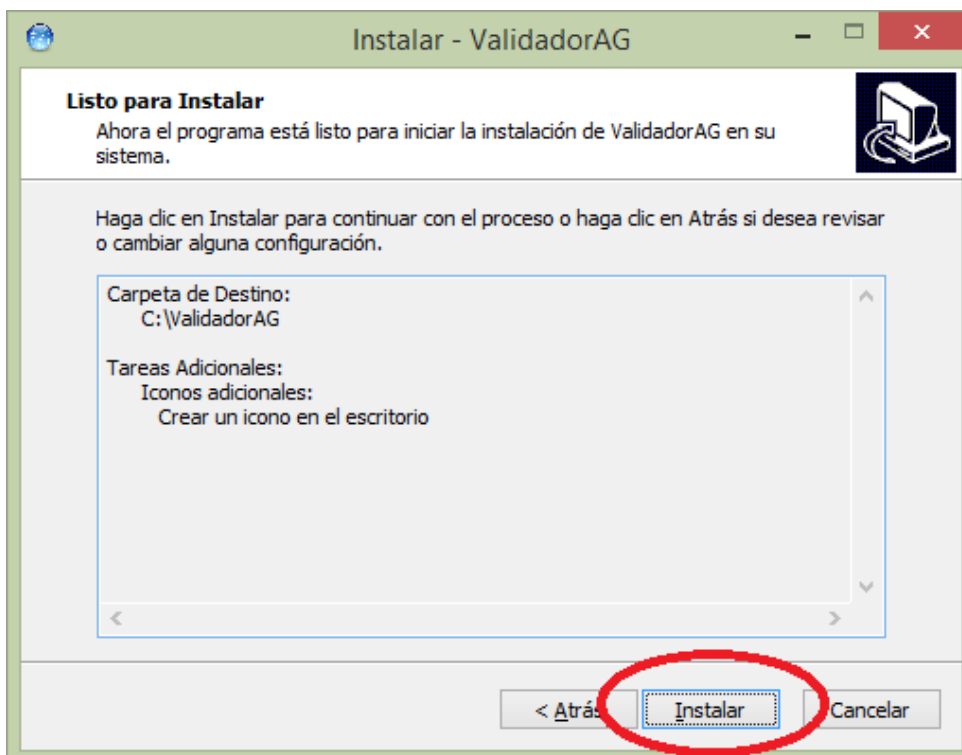 Instalar - ValidadorAG
Listo para Instalar
Ahora el programa está listo para iniciar la instalación de ValidadorAG en su
sistema.
Haga clic en Instalar para continuar con el proceso o haga clic en Atrás si desea revisar
o cambiar alguna configuración.
Carpeta de Destino:
C:\ValidadorAG
Tareas Adicionales:
Iconos adicionales:
Crear un icono en el escritorio
< Atrás
Instalar
Cancelar